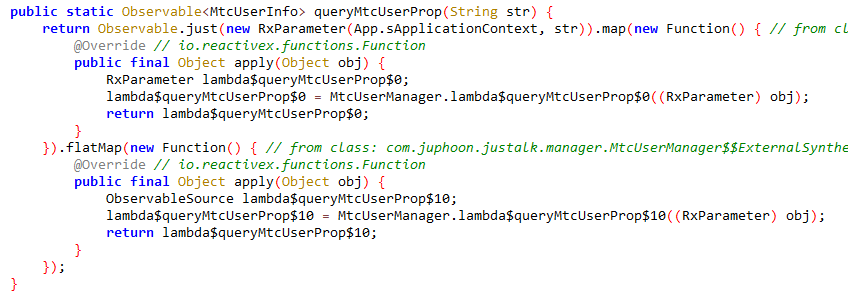 public static Observable<MtcUserInfo> queryMtcUserProp(String str) {
    return Observable.just(new RxParameter(App.sApplicationContext, str)).map(new Function() { // from cl
        @Override // io.reactivex.functions.Function
        public final Object apply(Object obj) {
            RxParameter lambda$queryMtcUserProp$0;
            lambda$queryMtcUserProp$0 = MtcUserManager.lambda$queryMtcUserProp$0((RxParameter) obj);
            return lambda$queryMtcUserProp$0;
        }
    }).flatMap(new Function() { // from class: com.juphoon.justalk.manager.MtcUserManager$$ExternalSynthe
        @Override // io.reactivex.functions.Function
        public final Object apply(Object obj) {
            ObservableSource lambda$queryMtcUserProp$10;
            lambda$queryMtcUserProp$10 = MtcUserManager.lambda$queryMtcUserProp$10((RxParameter) obj);
            return lambda$queryMtcUserProp$10;
        }
    });
}